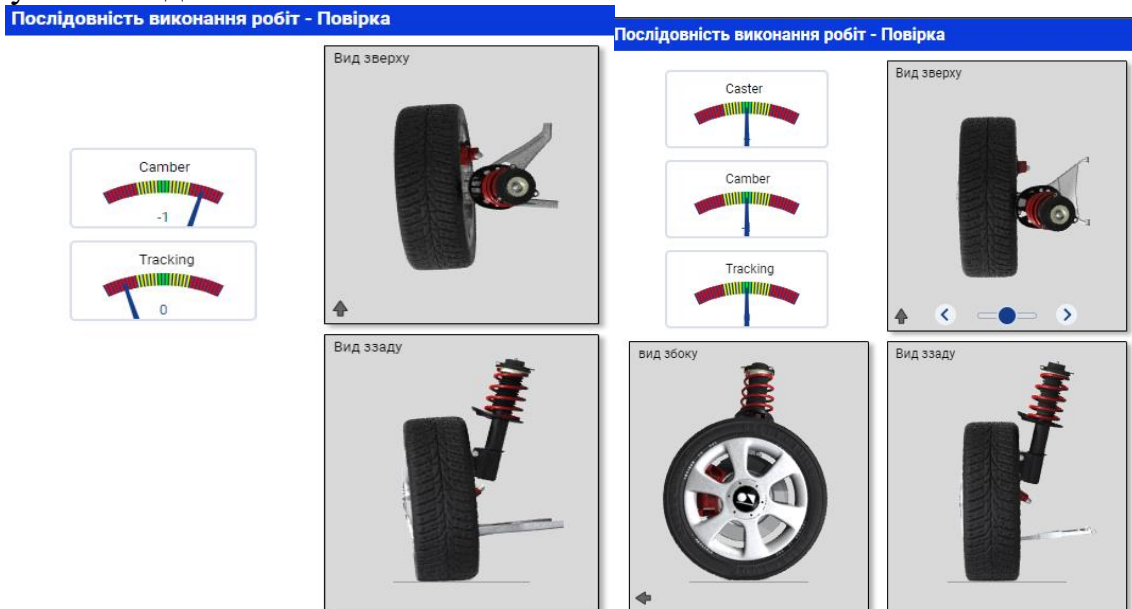 Послідовність виконання робіт - Повірка
Вид зверху
Camber
-1
Tracking
0
Вид ззаду
Послідовність виконання робіт - Повірка
Caster
Вид зверху
Camber
Tracking
вид збоку
Вид ззаду